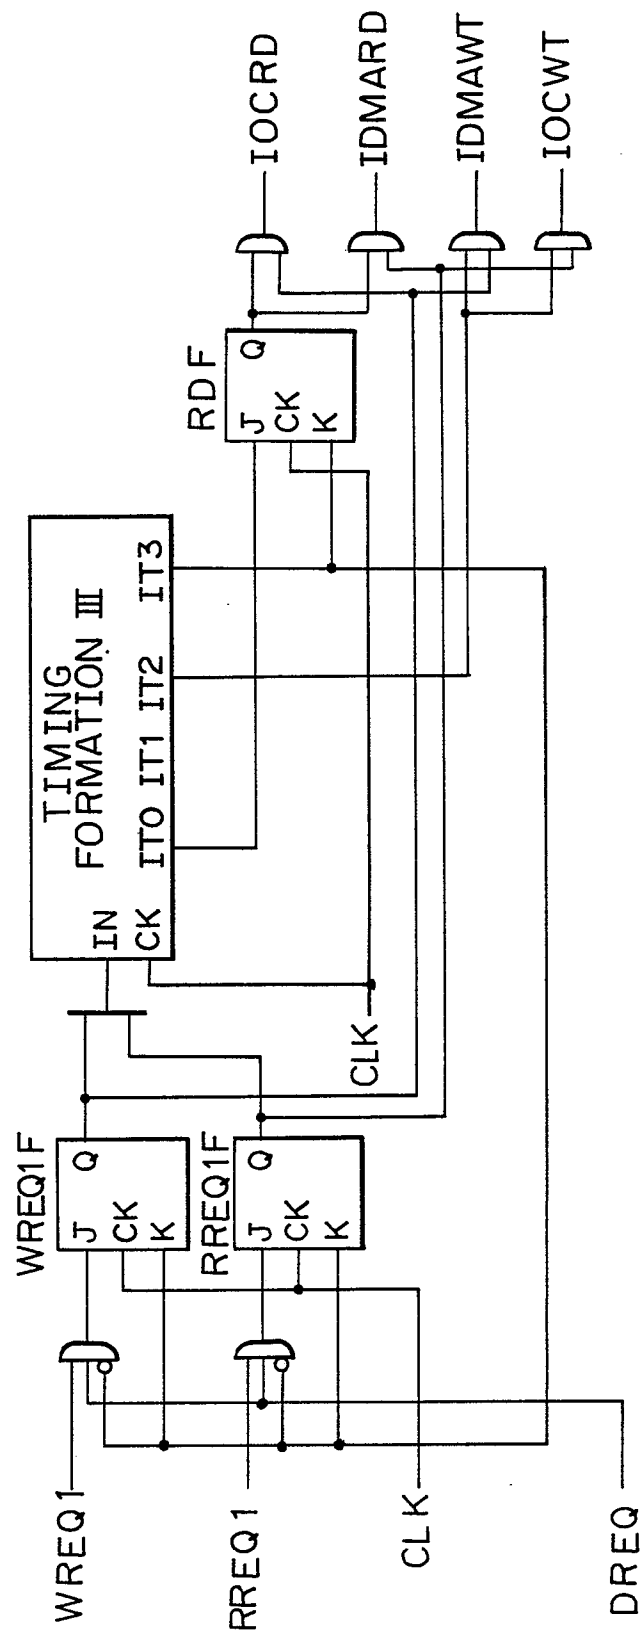 WREQ1
RREQ1
CLK
DREQ
WREQ1F
J
CK
K
Q
RREQ1F
J
CK
K
Q
CLK
TIMING
FORMATION III
IN
CK
IT0 IT1 IT2 IT3
RDF
J
CK
K
Q
IOCRD
IDMARD
IDMAWT
IOCWT